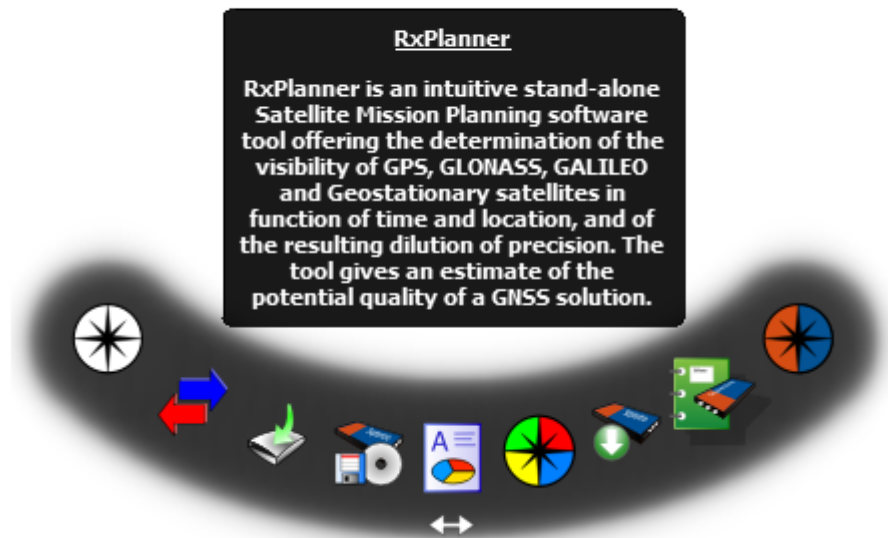 RxPlanner
RxPlanner is an intuitive stand-alone
Satellite Mission Planning software
tool offering the determination of the
visibility of GPS, GLONASS, GALILEO
and Geostationary satellites in
function of time and location, and of
the resulting dilution of precision. The
tool gives an estimate of the
potential quality of a GNSS solution.
A